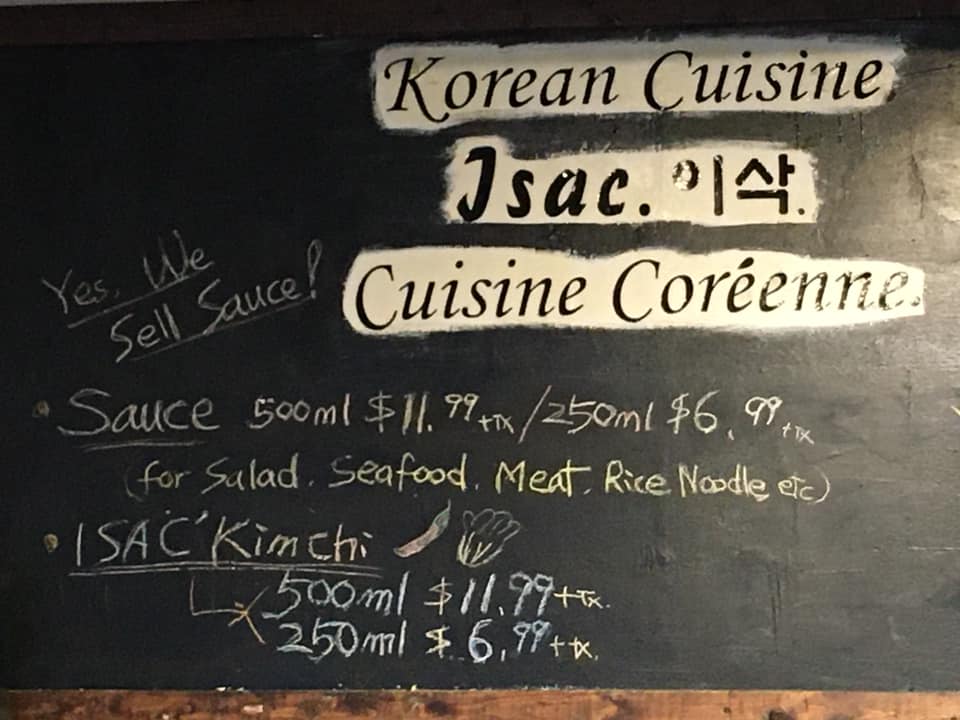 Korean Cuisine
Isac. 이삭.
Cuisine Coréenne.
Yes, We
Sell Sauce!
• Sauce 500ml $11.99+TX/250ml $6.99+TX
(for Salad. Seafood. Meat. Rice Noodle etc)
• ISAC' Kimchi
500ml $11.99+TX.
250ml $6.99+tx.